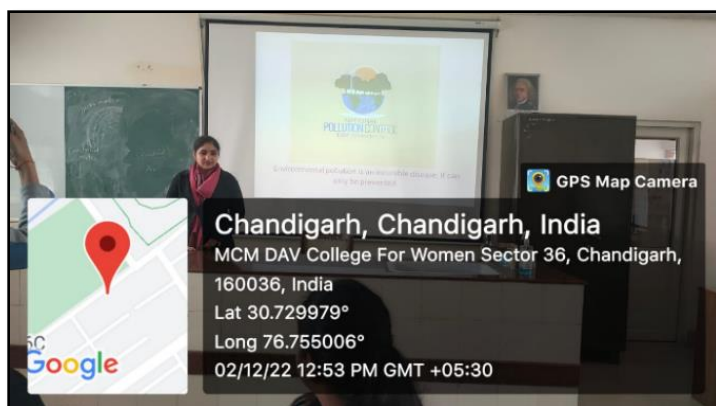 POLLUTION CONTROL
Environmental pollution is an incurable disease. It can
only be prevented
GPS Map Camera
Chandigarh, Chandigarh, India
MCM DAV College For Women Sector 36, Chandigarh,
160036, India
Lat 30.729979°
Long 76.755006°
02/12/22 12:53 PM GMT +05:30
Google